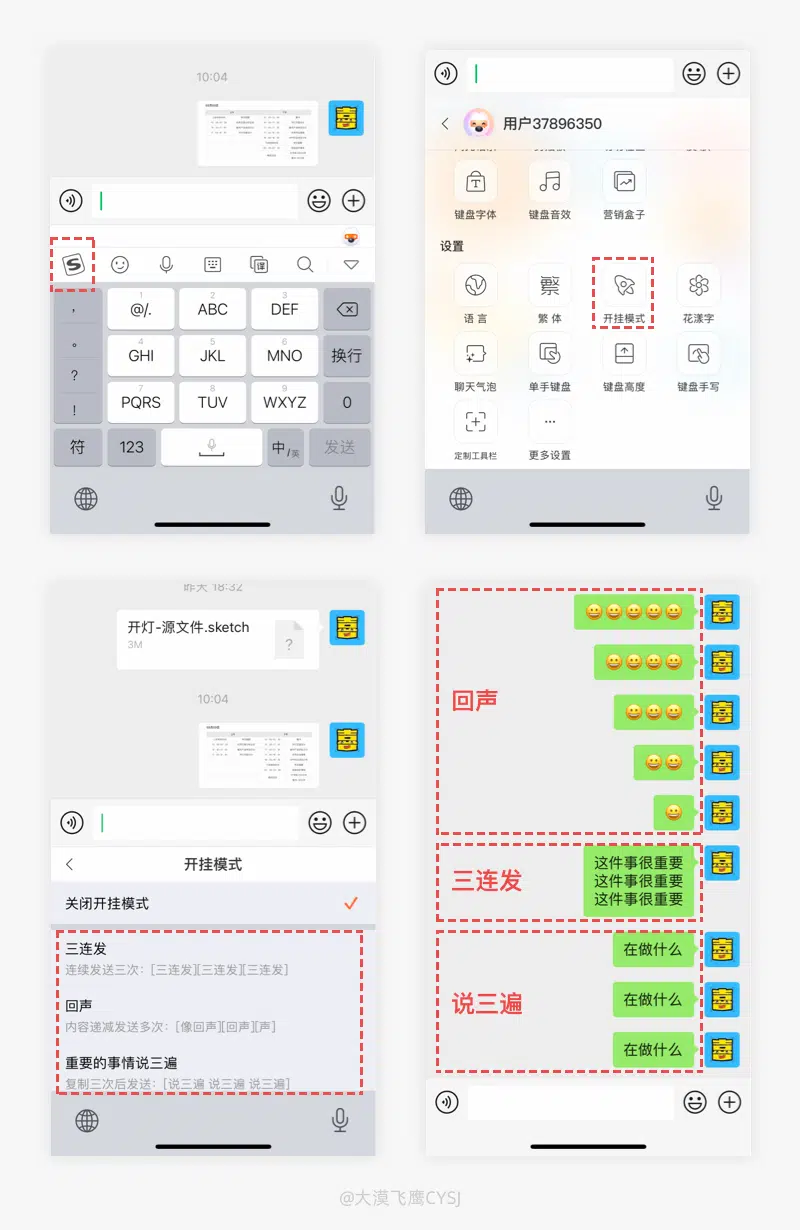 10:04
S
译
1
2
3
,
@/.
ABC
DEF
。
4
5
6
GHI
JKL
MNO
换行
?
7
8
9
PQRS
TUV
WXYZ
0
!
符
123
中/英
发送
用户37896350
键盘字体
键盘音效
营销盒子
设置
繁
语 言
繁 体
开挂模式
花漾字
聊天气泡
单手键盘
键盘高度
键盘手写
定制工具栏
更多设置
昨天 18:32
开灯-源文件.sketch
3M
?
10:04
开挂模式
关闭开挂模式
三连发
连续发送三次: [三连发][三连发][三连发]
回声
内容递减发送多次: [像回声][回声][声]
重要的事情说三遍
复制三次后发送: [说三遍 说三遍 说三遍]
回声
三连发
这件事很重要
这件事很重要
这件事很重要
说三遍
在做什么
在做什么
在做什么
@大漠飞鹰CYSJ